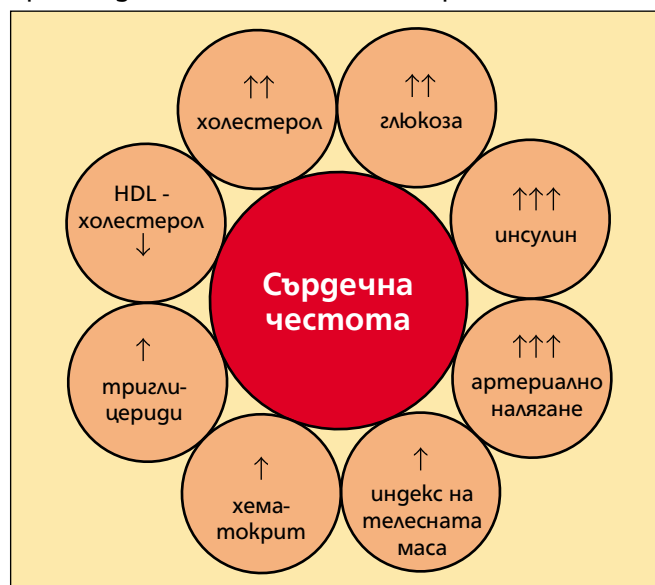 ↑↑
холестерол
↑↑
глюкоза
↑↑↑
инсулин
↑↑↑
артериално
налягане
↑
индекс на
телесната
маса
↑
хема-
токрит
↑
тригли-
цериди
HDL -
холестерол
↓
Сърдечна
честота